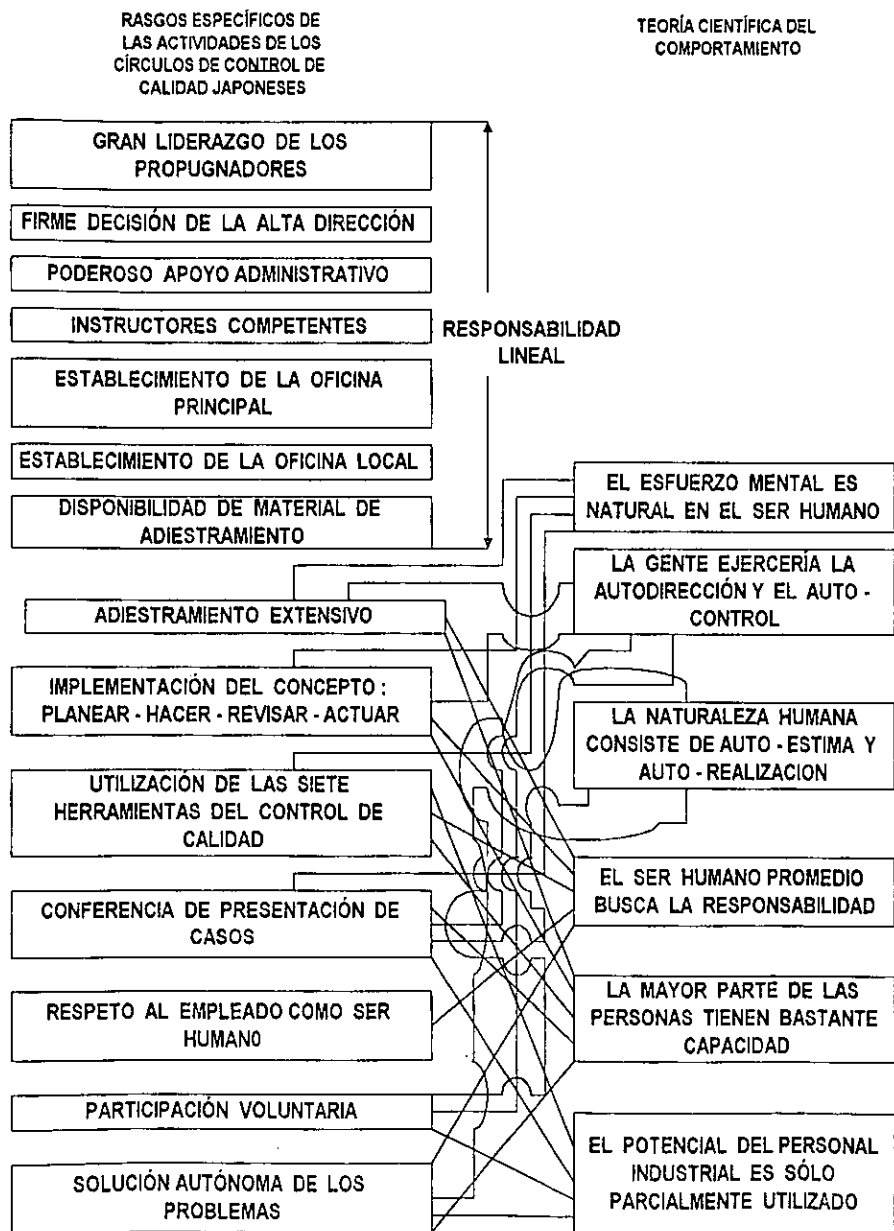 RASGOS ESPECÍFICOS DE
LAS ACTIVIDADES DE LOS
CÍRCULOS DE CONTROL DE
CALIDAD JAPONESES
TEORÍA CIENTÍFICA DEL
COMPORTAMIENTO
GRAN LIDERAZGO DE LOS
PROPUGNADORES
FIRME DECISIÓN DE LA ALTA DIRECCIÓN
PODEROSO APOYO ADMINISTRATIVO
INSTRUCTORES COMPETENTES
RESPONSABILIDAD
LINEAL
ESTABLECIMIENTO DE LA OFICINA
PRINCIPAL
ESTABLECIMIENTO DE LA OFICINA LOCAL
DISPONIBILIDAD DE MATERIAL DE
ADIESTRAMIENTO
ADIESTRAMIENTO EXTENSIVO
IMPLEMENTACIÓN DEL CONCEPTO :
PLANEAR - HACER - REVISAR - ACTUAR
UTILIZACIÓN DE LAS SIETE
HERRAMIENTAS DEL CONTROL DE
CALIDAD
CONFERENCIA DE PRESENTACIÓN DE
CASOS
RESPETO AL EMPLEADO COMO SER
HUMAN0
PARTICIPACIÓN VOLUNTARIA
SOLUCIÓN AUTÓNOMA DE LOS
PROBLEMAS
EL ESFUERZO MENTAL ES
NATURAL EN EL SER HUMANO
LA GENTE EJERCERÍA LA
AUTODIRECCIÓN Y EL AUTO -
CONTROL
LA NATURALEZA HUMANA
CONSISTE DE AUTO - ESTIMA Y
AUTO - REALIZACION
EL SER HUMANO PROMEDIO
BUSCA LA RESPONSABILIDAD
LA MAYOR PARTE DE LAS
PERSONAS TIENEN BASTANTE
CAPACIDAD
EL POTENCIAL DEL PERSONAL
INDUSTRIAL ES SÓLO
PARCIALMENTE UTILIZADO